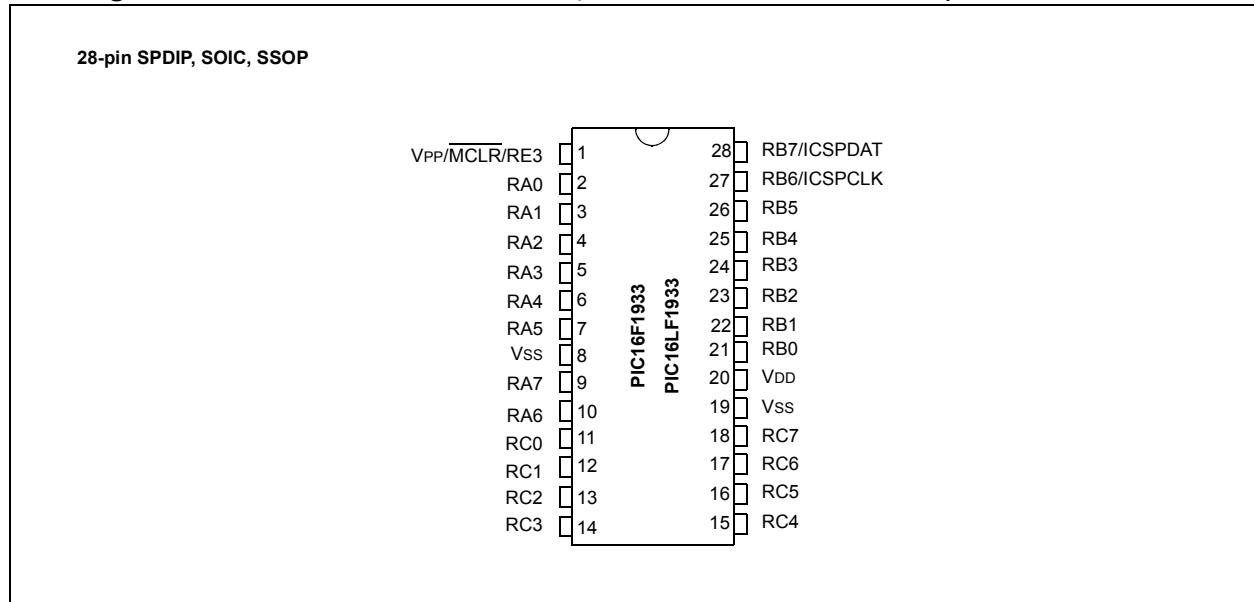 28-pin SPDIP, SOIC, SSOP
VPP/MCLR/RE3 1 28 RB7/ICSPDAT
RA0 2 27 RB6/ICSPCLK
RA1 3 26 RB5
RA2 4 25 RB4
RA3 5 24 RB3
RA4 6 23 RB2
RA5 7 22 RB1
VSS 8 21 RB0
RA7 9 20 VDD
RA6 10 19 VSS
RC0 11 18 RC7
RC1 12 17 RC6
RC2 13 16 RC5
RC3 14 15 RC4
PIC16F1933
PIC16LF1933